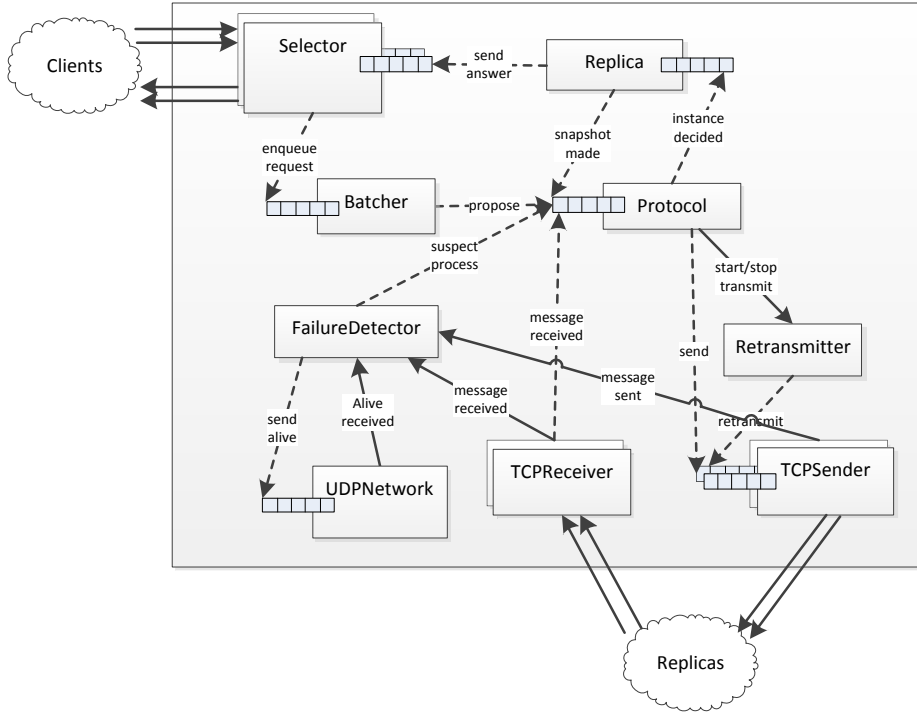 Clients
Selector
send
answer
Replica
enqueue
request
snapshot
made
instance
decided
Batcher
propose
Protocol
suspect
process
start/stop
transmit
FailureDetector
message
received
send
Retransmitter
send
alive
Alive
received
message
received
message
sent
retransmit
UDPNetwork
TCPReceiver
TCPSender
Replicas